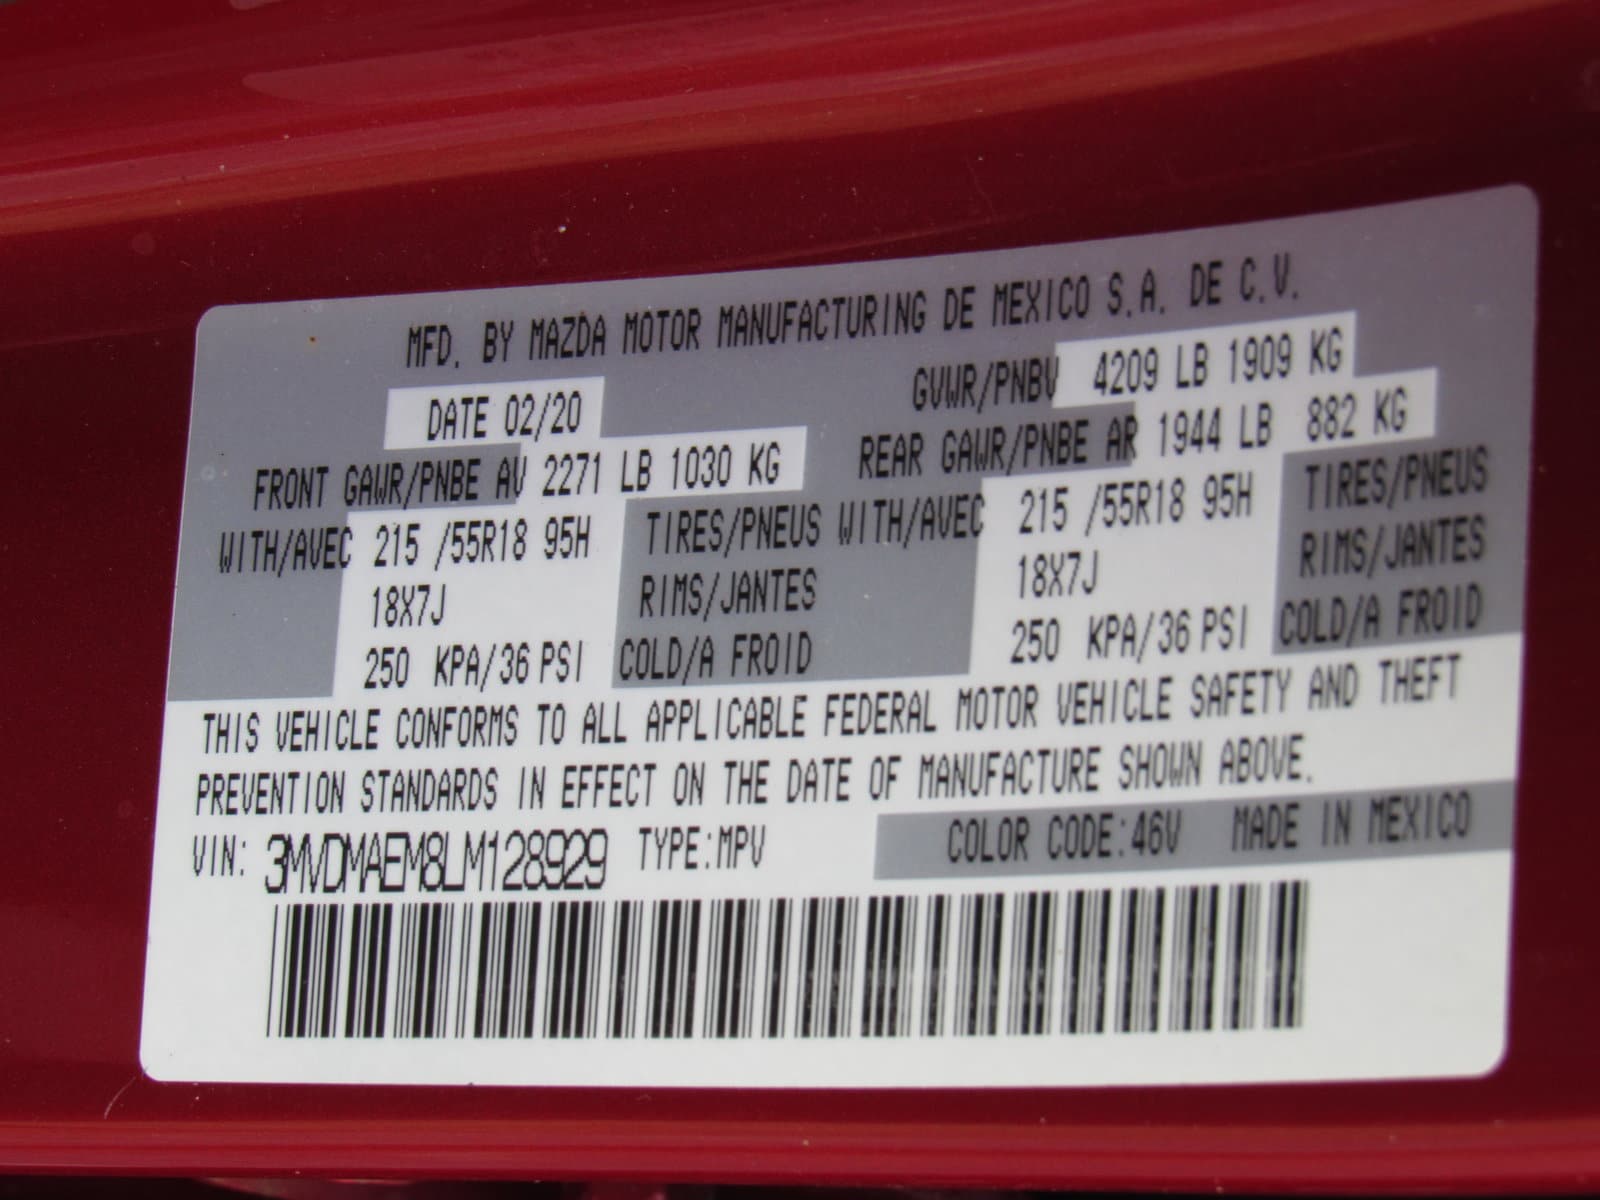 MFD. BY MAZDA MOTOR MANUFACTURING DE MEXICO S.A. DE C.V.
DATE 02/20 GVWR/PNBV 4209 LB 1909 KG
FRONT GAWR/PNBE AV 2271 LB 1030 KG REAR GAWR/PNBE AR 1944 LB 882 KG
WITH/AVEC 215 /55R18 95H TIRES/PNEUS WITH/AVEC 215 /55R18 95H TIRES/PNEUS
18X7J RIMS/JANTES 18X7J RIMS/JANTES
250 KPA/36 PSI COLD/A FROID 250 KPA/36 PSI COLD/A FROID
THIS VEHICLE CONFORMS TO ALL APPLICABLE FEDERAL MOTOR VEHICLE SAFETY AND THEFT
PREVENTION STANDARDS IN EFFECT ON THE DATE OF MANUFACTURE SHOWN ABOVE.
VIN: 3MVDMAEM8LM128929 TYPE:MPV COLOR CODE:46V MADE IN MEXICO